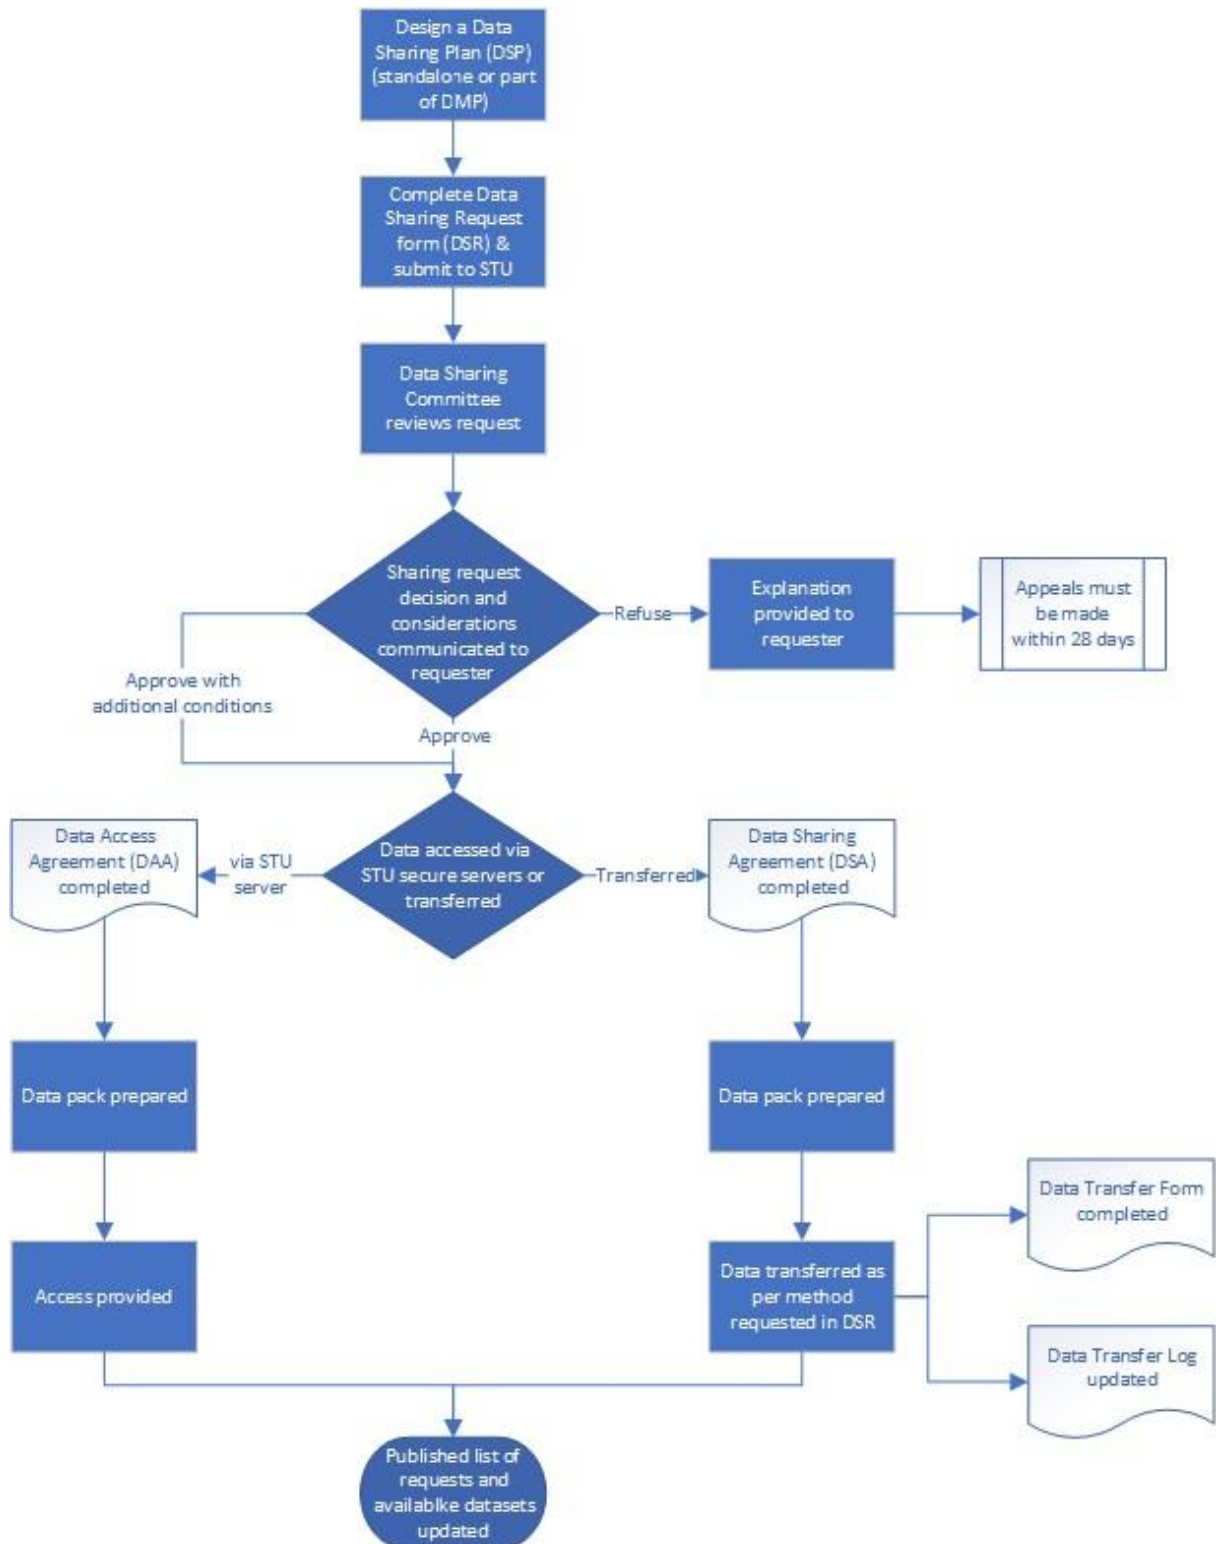 Design a Data
Sharing Plan (DSP)
(standalone or part
of DMP)
Complete Data
Sharing Request
form (DSR) &
submit to STU
Data Sharing
Committee
reviews request
Sharing request
decision and
considerations
communicated to
requester
Refuse
Explanation
provided to
requester
Appeals must
be made
within 28 days
Approve with
additional conditions
Approve
Data Access
Agreement (DAA)
completed
via STU
server
Data accessed via
STU secure servers or
transferred
Transferred
Data Sharing
Agreement (DSA)
completed
Data pack prepared
Data pack prepared
Access provided
Data transferred as
per method
requested in DSR
Data Transfer Form
completed
Data Transfer Log
updated
Published list of
requests and
availablke datasets
updated